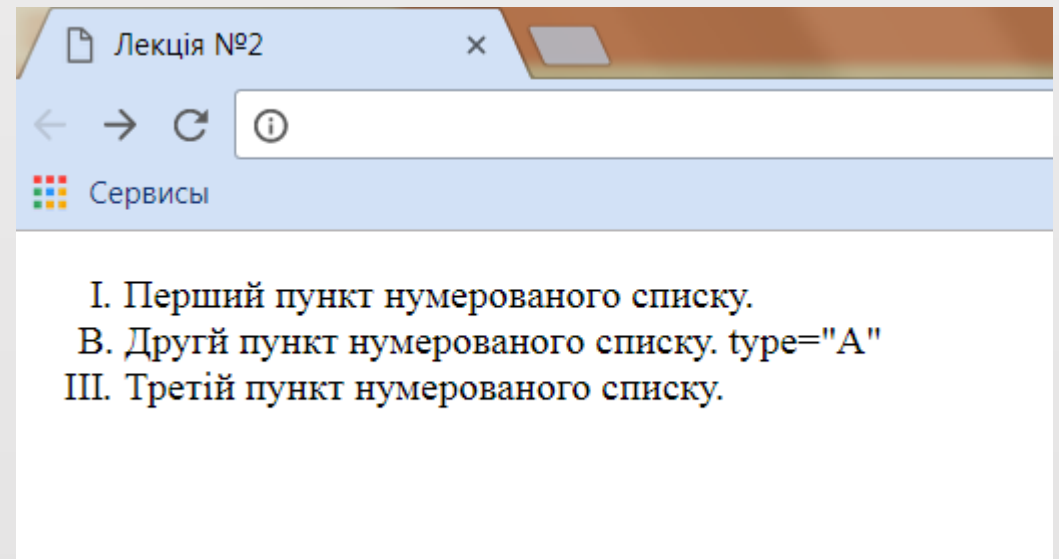 Лекція №2
Сервисы
I. Перший пункт нумерованого списку.
B. Другй пункт нумерованого списку. type="A"
III. Третій пункт нумерованого списку.